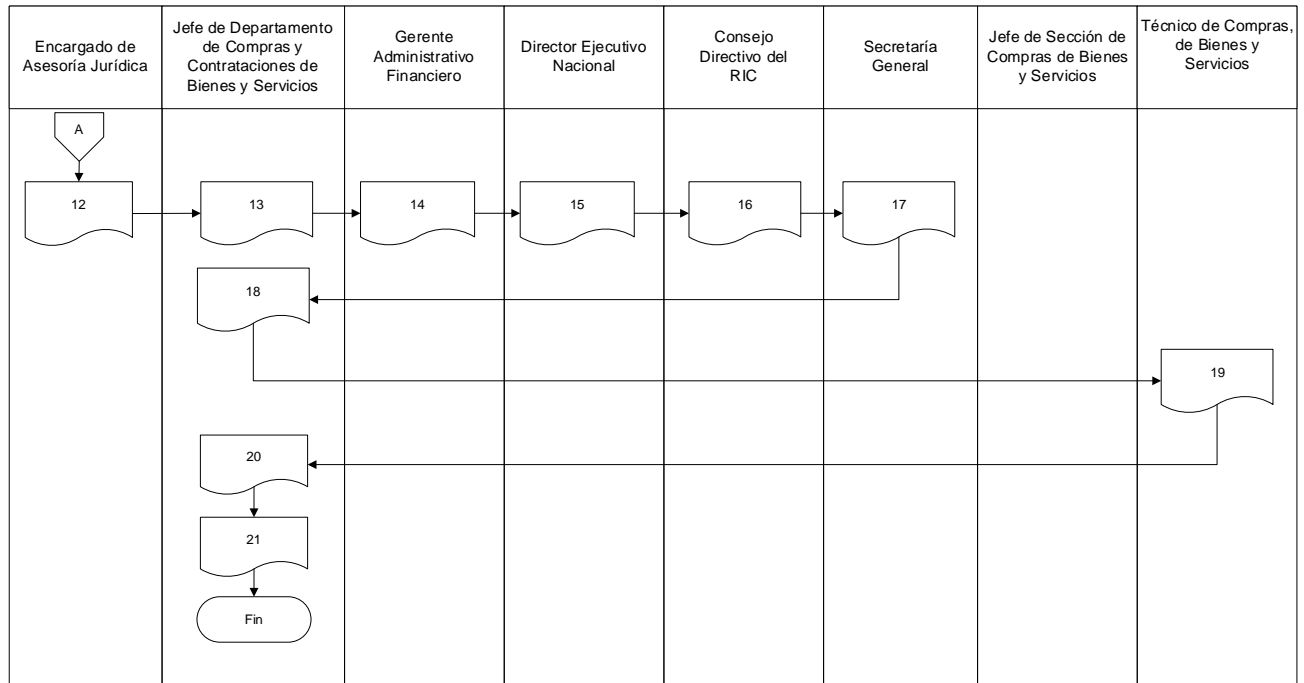 Encargado de
Asesoría Jurídica
Jefe de Departamento
de Compras y
Contrataciones de
Bienes y Servicios
Gerente
Administrativo
Financiero
Director Ejecutivo
Nacional
Consejo
Directivo del
RIC
Secretaría
General
Jefe de Sección de
Compras de Bienes
y Servicios
Técnico de Compras,
de Bienes y
Servicios
A
12
13
14
15
16
17
18
19
20
21
Fin